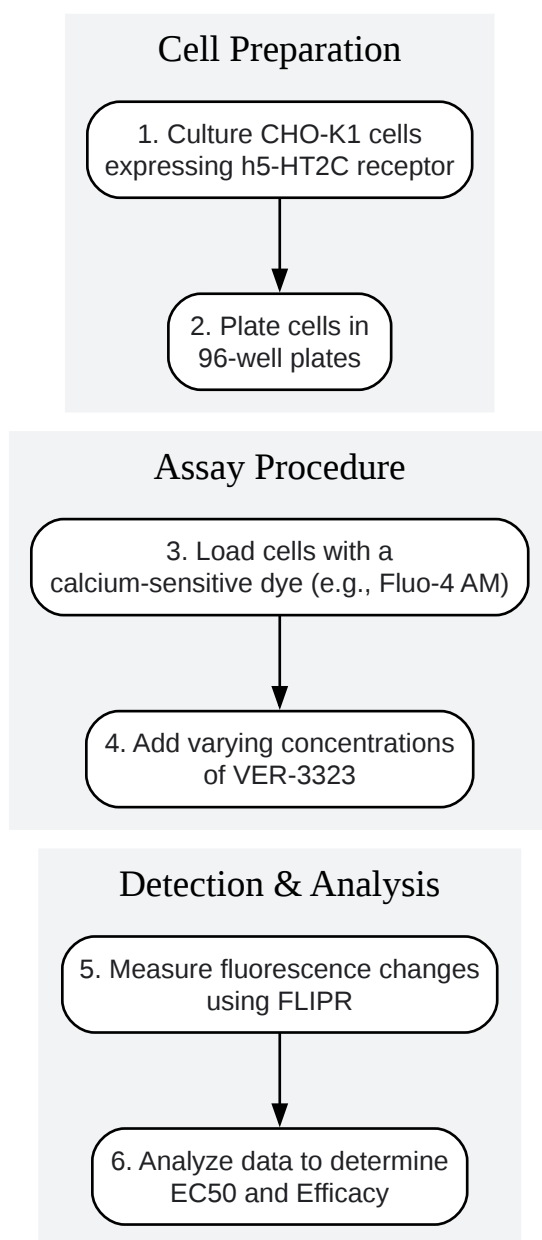 Cell Preparation
1. Culture CHO-K1 cells
expressing h5-HT2C receptor
2. Plate cells in
96-well plates
Assay Procedure
3. Load cells with a
calcium-sensitive dye (e.g., Fluo-4 AM)
4. Add varying concentrations
of VER-3323
Detection & Analysis
5. Measure fluorescence changes
using FLIPR
6. Analyze data to determine
EC50 and Efficacy